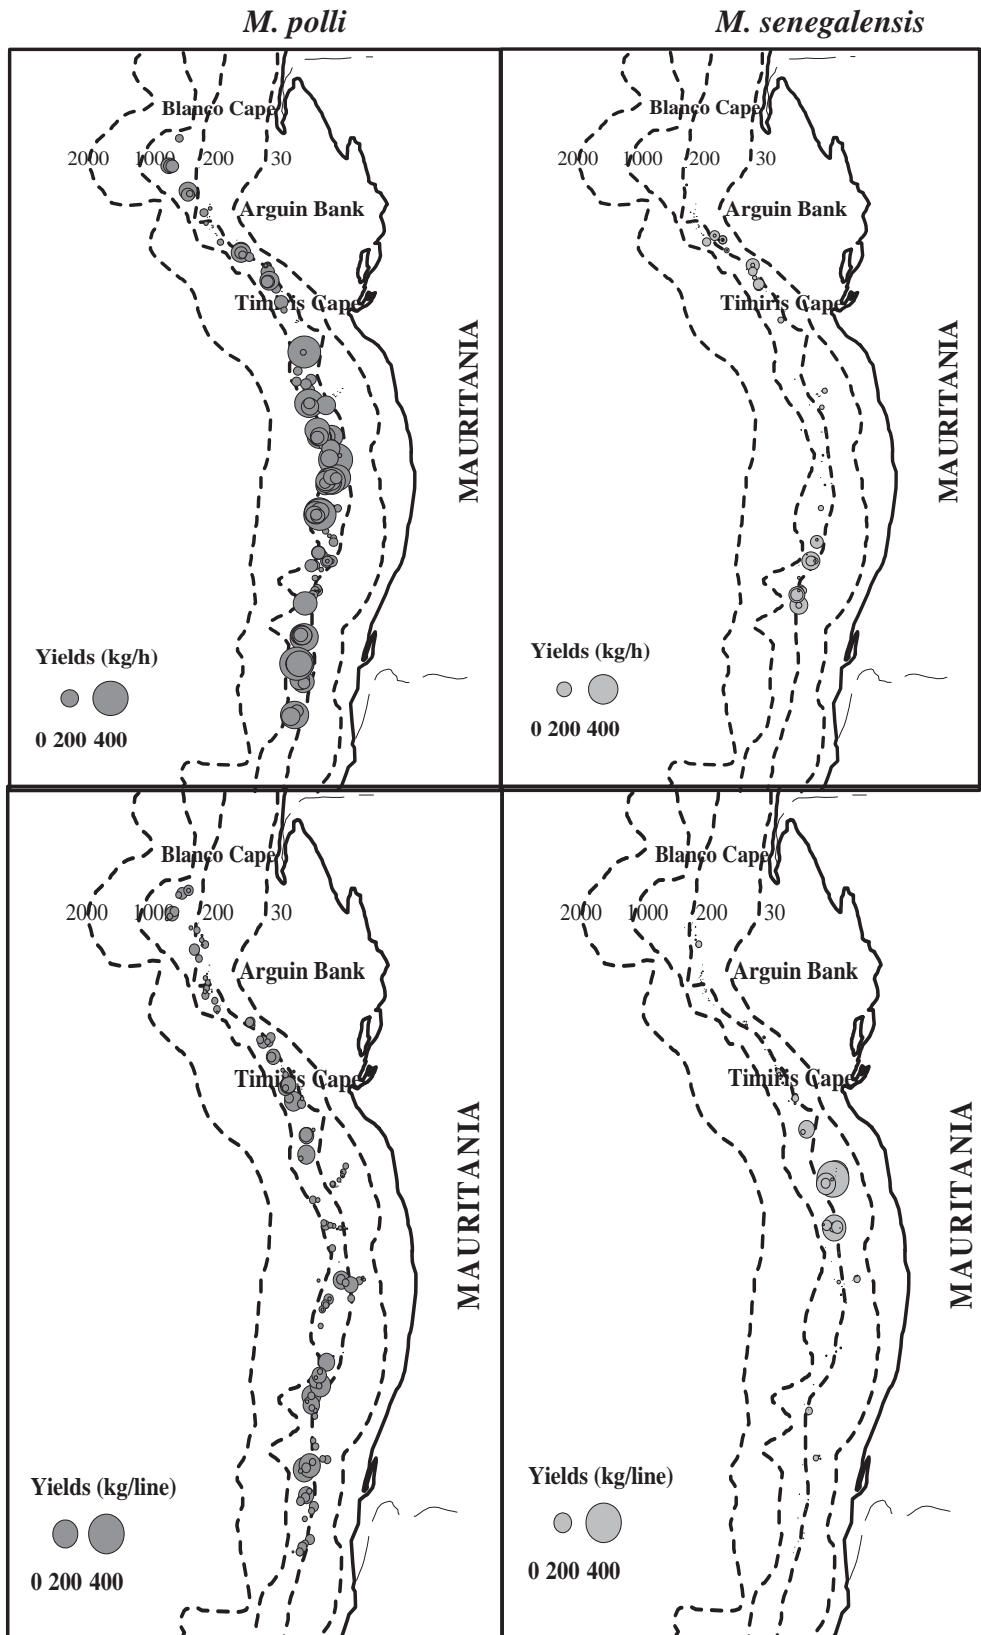 M. polli
M. senegalensis
Blanco Cape
2000 1000 200 30
Arguin Bank
Timiris Cape
MAURITANIA
Yields (kg/h)
0 200 400
Blanco Cape
2000 1000 200 30
Arguin Bank
Timiris Cape
MAURITANIA
Yields (kg/h)
0 200 400
Blanco Cape
2000 1000 200 30
Arguin Bank
Timiris Cape
MAURITANIA
Yields (kg/line)
0 200 400
Blanco Cape
2000 1000 200 30
Arguin Bank
Timiris Cape
MAURITANIA
Yields (kg/line)
0 200 400